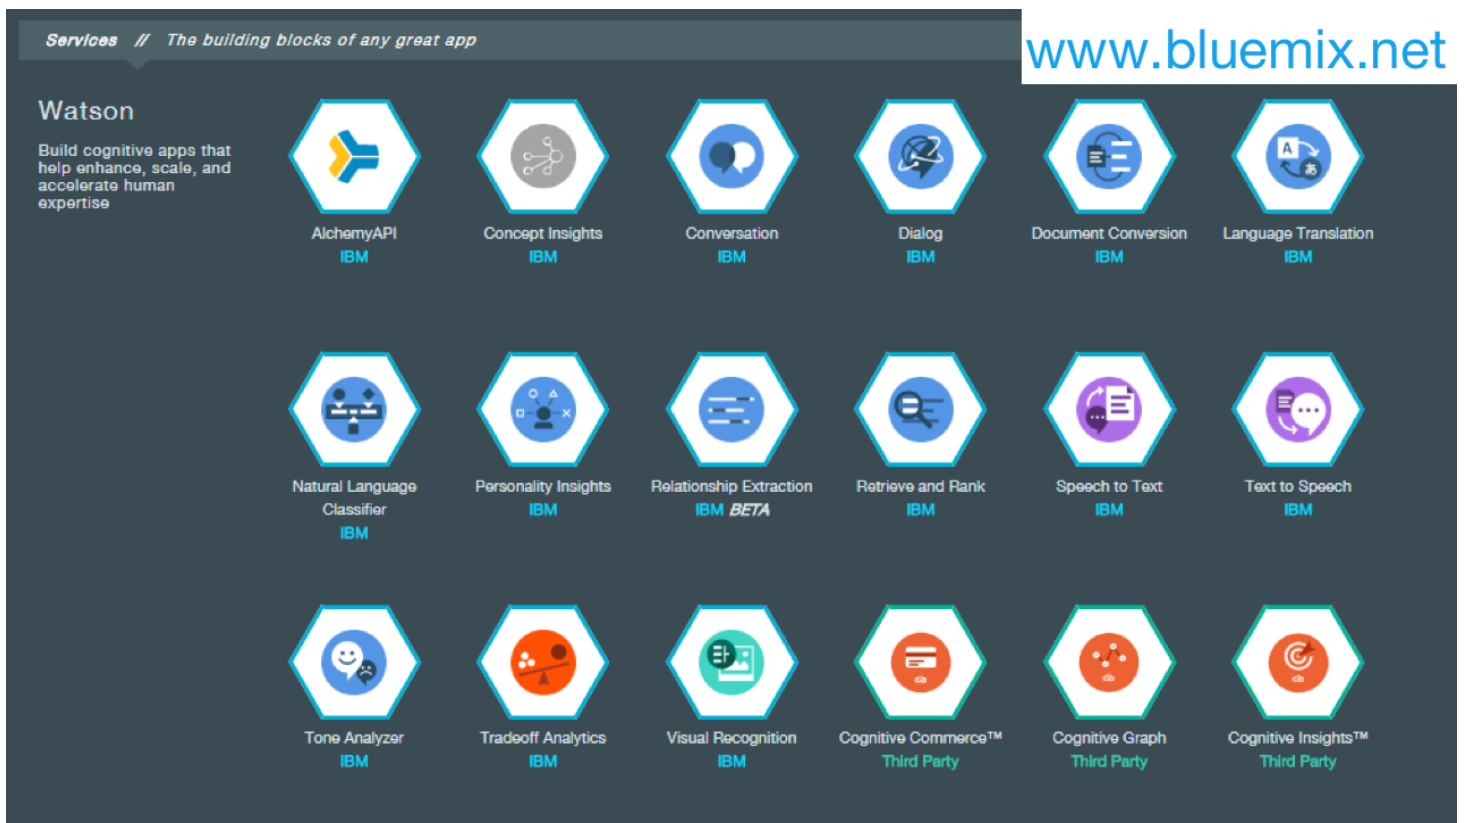 Services // The building blocks of any great app
www.bluemix.net
Watson
Build cognitive apps that
help enhance, scale, and
accelerate human
expertise
AlchemyAPI
IBM
Concept Insights
IBM
Conversation
IBM
Dialog
IBM
Document Conversion
IBM
A
あ
Language Translation
IBM
Natural Language
Classifier
IBM
Personality Insights
IBM
Relationship Extraction
IBM BETA
Retrieve and Rank
IBM
Speech to Text
IBM
Text to Speech
IBM
Tone Analyzer
IBM
Tradeoff Analytics
IBM
Visual Recognition
IBM
Cognitive Commerce™
Third Party
Cognitive Graph
Third Party
Cognitive Insights™
Third Party